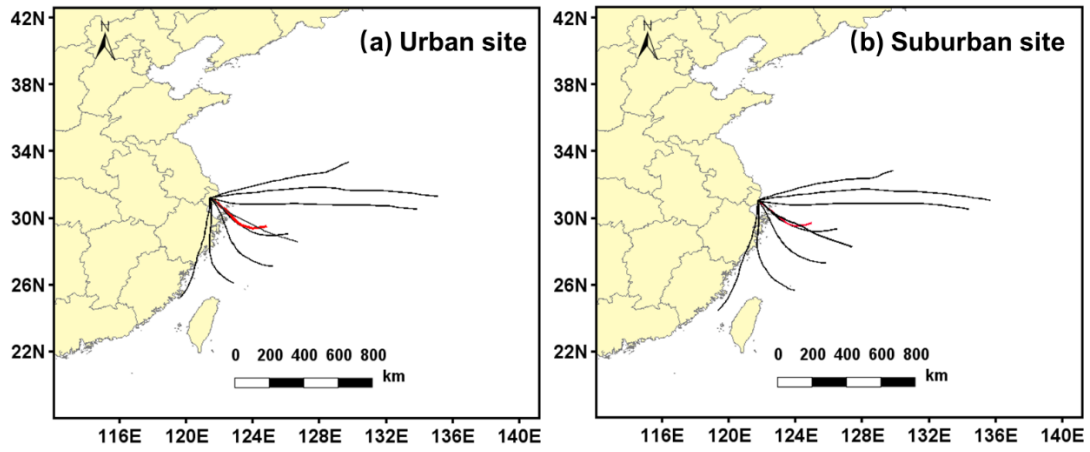 42N
38N
34N
30N
26N
22N
N
(a) Urban site
0 200 400 600 800
km
116E 120E 124E 128E 132E 136E 140E
42N
38N
34N
30N
26N
22N
N
(b) Suburban site
0 200 400 600 800
km
116E 120E 124E 128E 132E 136E 140E